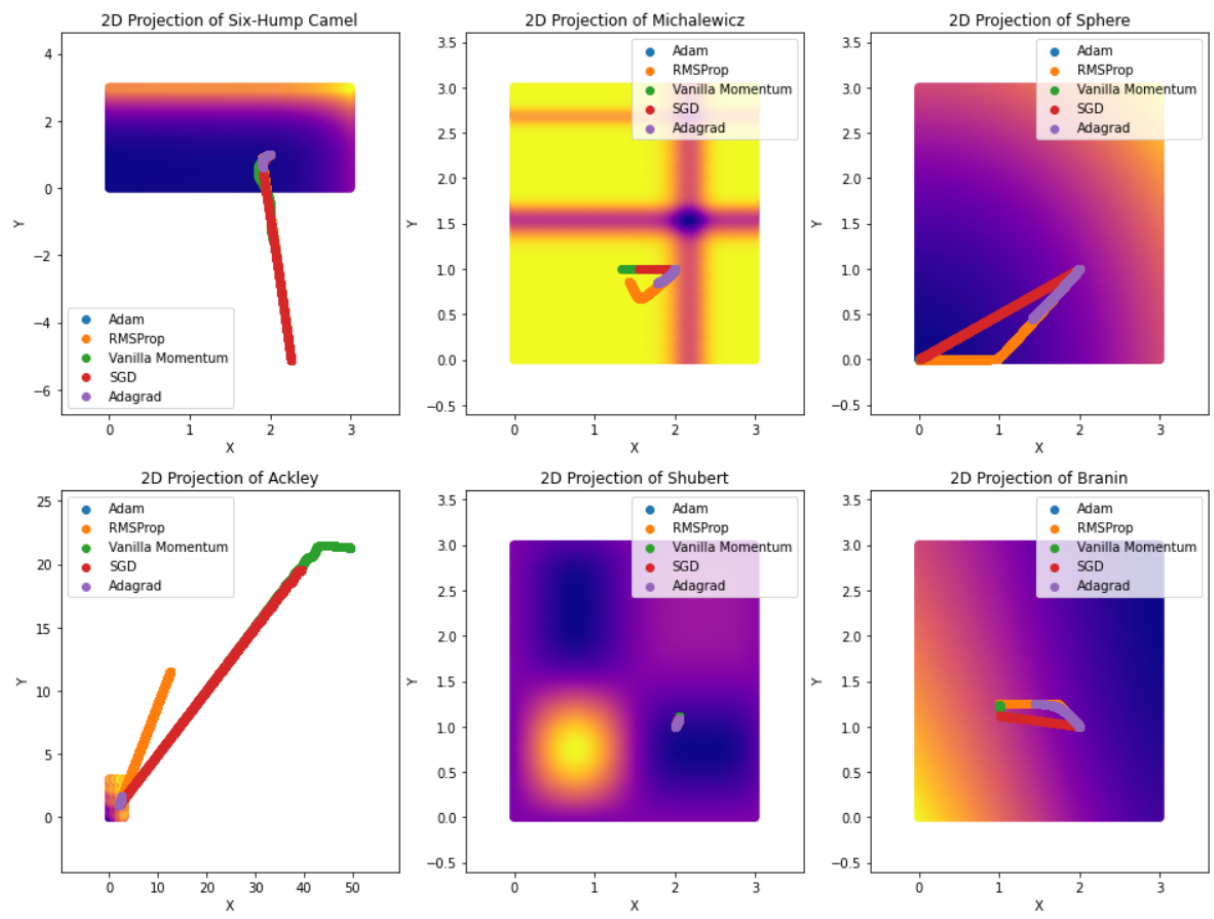 2D Projection of Six-Hump Camel
4
2
0
−2
−4
−6
Y
Adam
RMSProp
Vanilla Momentum
SGD
Adagrad
0
1
2
3
X
2D Projection of Michalewicz
3.5
3.0
2.5
2.0
1.5
1.0
0.5
0.0
−0.5
Y
Adam
RMSProp
Vanilla Momentum
SGD
Adagrad
0
1
2
3
X
2D Projection of Sphere
3.5
3.0
2.5
2.0
1.5
1.0
0.5
0.0
−0.5
Y
Adam
RMSProp
Vanilla Momentum
SGD
Adagrad
0
1
2
3
X
2D Projection of Ackley
25
20
15
10
5
0
Y
Adam
RMSProp
Vanilla Momentum
SGD
Adagrad
0
10
20
30
40
50
X
2D Projection of Shubert
3.5
3.0
2.5
2.0
1.5
1.0
0.5
0.0
−0.5
Y
Adam
RMSProp
Vanilla Momentum
SGD
Adagrad
0
1
2
3
X
2D Projection of Branin
3.5
3.0
2.5
2.0
1.5
1.0
0.5
0.0
−0.5
Y
Adam
RMSProp
Vanilla Momentum
SGD
Adagrad
0
1
2
3
X